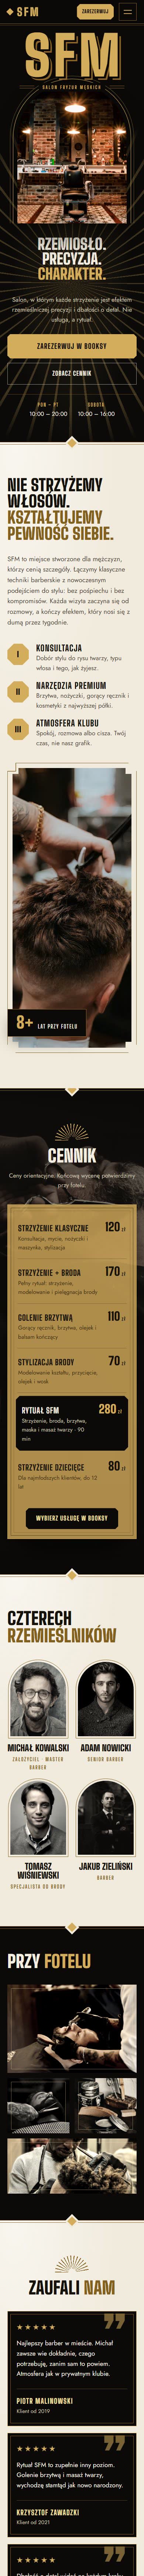 SFM
ZAREZERWUJ
SFM
SALON FRYZUR MĘSKICH
RZEMIOSŁO.
PRECYZJA.
CHARAKTER.
Salon, w którym każde strzyżenie jest efektem
rzemieślniczej precyzji i dbałości o detal. Nie
usługa, a rytuał.
ZAREZERWUJ W BOOKSY
ZOBACZ CENNIK
PON – PT
SOBOTA
10:00 – 20:00
10:00 – 16:00
NIE STRZYŻEMY
WŁOSÓW.
KSZTAŁTUJEMY
PEWNOŚĆ SIEBIE.
SFM to miejsce stworzone dla mężczyzn,
którzy cenią szczegóły. Łączymy klasyczne
techniki barberskie z nowoczesnym
podejściem do stylu: bez pośpiechu i bez
kompromisów. Każda wizyta zaczyna się od
rozmowy, a kończy efektem, który nosi się z
dumą przez tygodnie.
I
KONSULTACJA
Dobór stylu do rysu twarzy, typu
włosa i tego, jak żyjesz.
II
NARZĘDZIA PREMIUM
Brzytwa, nożyczki, gorący ręcznik i
kosmetyki z najwyższej półki.
III
ATMOSFERA KLUBU
Spokój, rozmowa albo cisza. Twój
czas, nie nasz grafik.
8+ LAT PRZY FOTELU
CENNIK
Ceny orientacyjne. Końcową wycenę potwierdzimy
przy fotelu.
STRZYŻENIE KLASYCZNE 120 zł
Konsultacja, mycie, nożyczki i
maszynka, stylizacja
STRZYŻENIE + BRODA 170 zł
Pełny rytuał: strzyżenie,
modelowanie i pielęgnacja brody
GOLENIE BRZYTWĄ 110 zł
Gorący ręcznik, brzytwa, olejek i
balsam kończący
STYLIZACJA BRODY 70 zł
Modelowanie kształtu, przycięcie,
olejek i wosk
RYTUAŁ SFM 280 zł
Strzyżenie, broda, brzytwa,
maska i masaż twarzy · 90
min
STRZYŻENIE DZIECIĘCE 80 zł
Dla najmłodszych klientów, do 12
lat
WYBIERZ USŁUGĘ W BOOKSY
CZTERECH
RZEMIEŚLNIKÓW
MICHAŁ KOWALSKI
ZAŁOŻYCIEL · MASTER
BARBER
ADAM NOWICKI
SENIOR BARBER
TOMASZ
WIŚNIEWSKI
SPECJALISTA OD BRODY
JAKUB ZIELIŃSKI
BARBER
PRZY FOTELU
ZAUFALI NAM
★★★★★
Najlepszy barber w mieście. Michał
zawsze wie dokładnie, czego
potrzebuję, zanim sam to powiem.
Atmosfera jak w prywatnym klubie.
PIOTR MALINOWSKI
Klient od 2019
★★★★★
Rytuał SFM to zupełnie inny poziom.
Golenie brzytwą i masaż twarzy,
wychodzę stamtąd jak nowo narodzony.
KRZYSZTOF ZAWADZKI
Klient od 2021
★★★★★